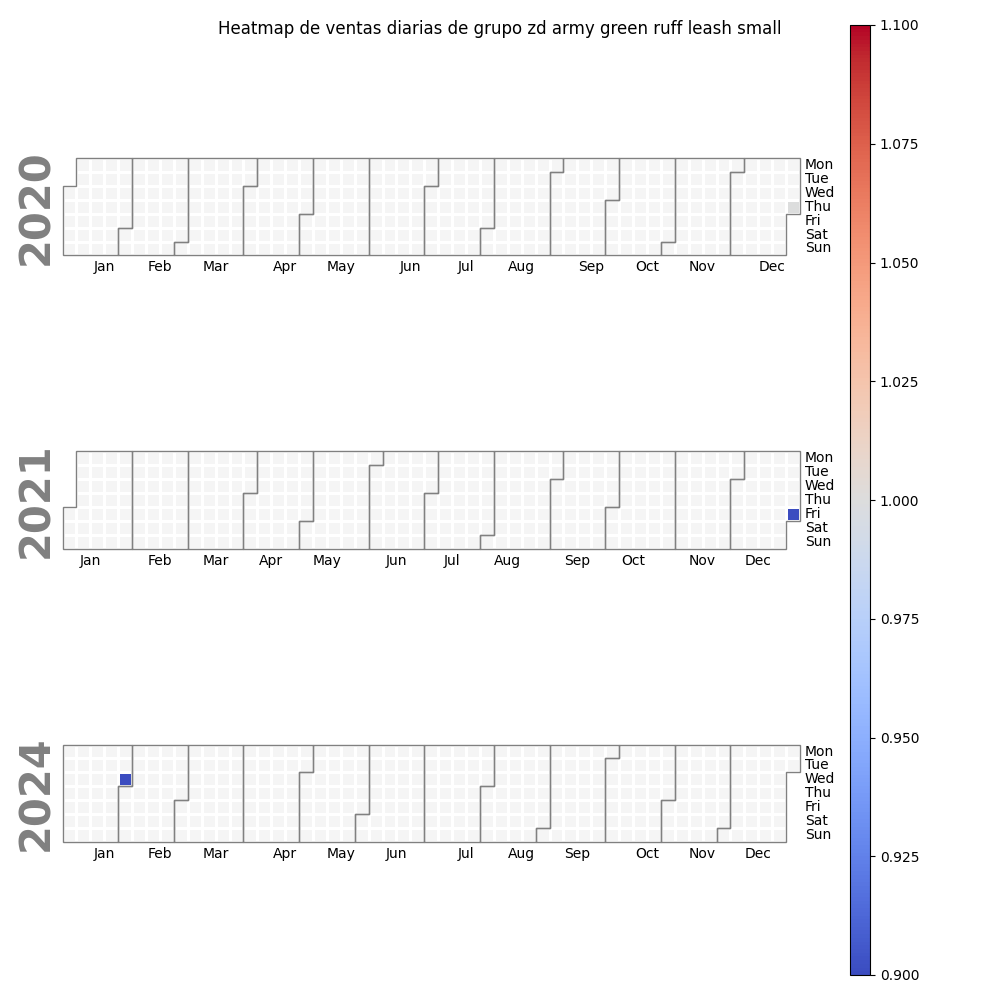 Heatmap de ventas diarias de grupo zd army green ruff leash small
2020
Mon
Tue
Wed
Thu
Fri
Sat
Sun
Jan Feb Mar Apr May Jun Jul Aug Sep Oct Nov Dec
2021
Mon
Tue
Wed
Thu
Fri
Sat
Sun
Jan Feb Mar Apr May Jun Jul Aug Sep Oct Nov Dec
2024
Mon
Tue
Wed
Thu
Fri
Sat
Sun
Jan Feb Mar Apr May Jun Jul Aug Sep Oct Nov Dec
1.100
1.075
1.050
1.025
1.000
0.975
0.950
0.925
0.900